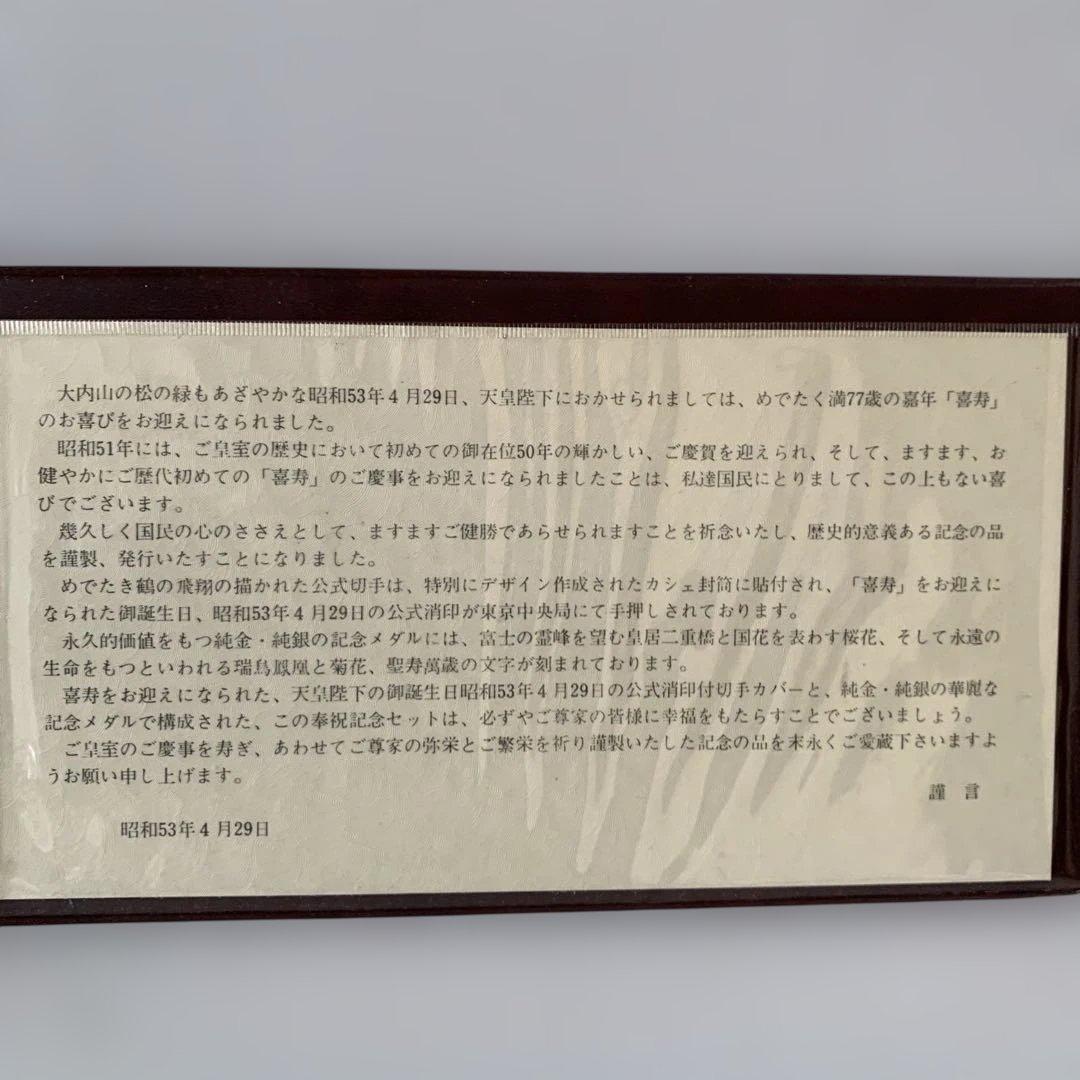 大内山の松の緑もあざやかな昭和53年4月29日、天皇陛下におかせられましては、めでたく満77歳の嘉年「喜寿」
のお喜びをお迎えになられました。
昭和51年には、ご皇室の歴史において初めての御在位50年の輝かしい、ご慶賀を迎えられ、そして、ますます、お
健やかにご歴代初めての「喜寿」のご慶事をお迎えになられましたことは、私達国民にとりまして、この上もない喜
びでございます。
幾久しく国民の心のささえとして、ますますご健勝であらせられますことを祈念いたし、歴史的意義ある記念の品
を謹製、発行いたすことになりました。
めでたき鶴の飛翔の描かれた公式切手は、特別にデザイン作成されたカシェ封筒に貼付され、「喜寿」をお迎えに
なられた御誕生日、昭和53年4月29日の公式消印が東京中央局にて手押しされております。
永久的価値をもつ純金・純銀の記念メダルには、富士の霊峰を望む皇居二重橋と国花を表わす桜花、そして永遠の
生命をもつといわれる瑞鳥鳳凰と菊花、聖寿萬歳の文字が刻まれております。
喜寿をお迎えになられた、天皇陛下の御誕生日昭和53年4月29日の公式消印付切手カバーと、純金・純銀の華麗な
記念メダルで構成された、この奉祝記念セットは、必ずやご尊家の皆様に幸福をもたらすことでございましょう。
ご皇室のご慶事を寿ぎ、あわせてご尊家の弥栄とご繁栄を祈り謹製いたした記念の品を末永くご愛蔵下さいますよ
うお願い申し上げます。
謹言
昭和53年4月29日